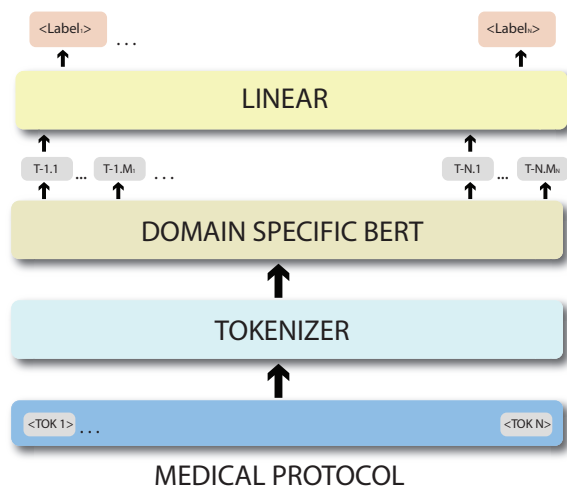 <Label₁> ... <Labelₙ>
LINEAR
T-1.1 ... T-1.M₁ ... T-N.1 ... T-N.Mₙ
DOMAIN SPECIFIC BERT
TOKENIZER
<TOK 1> ... <TOK N>
MEDICAL PROTOCOL